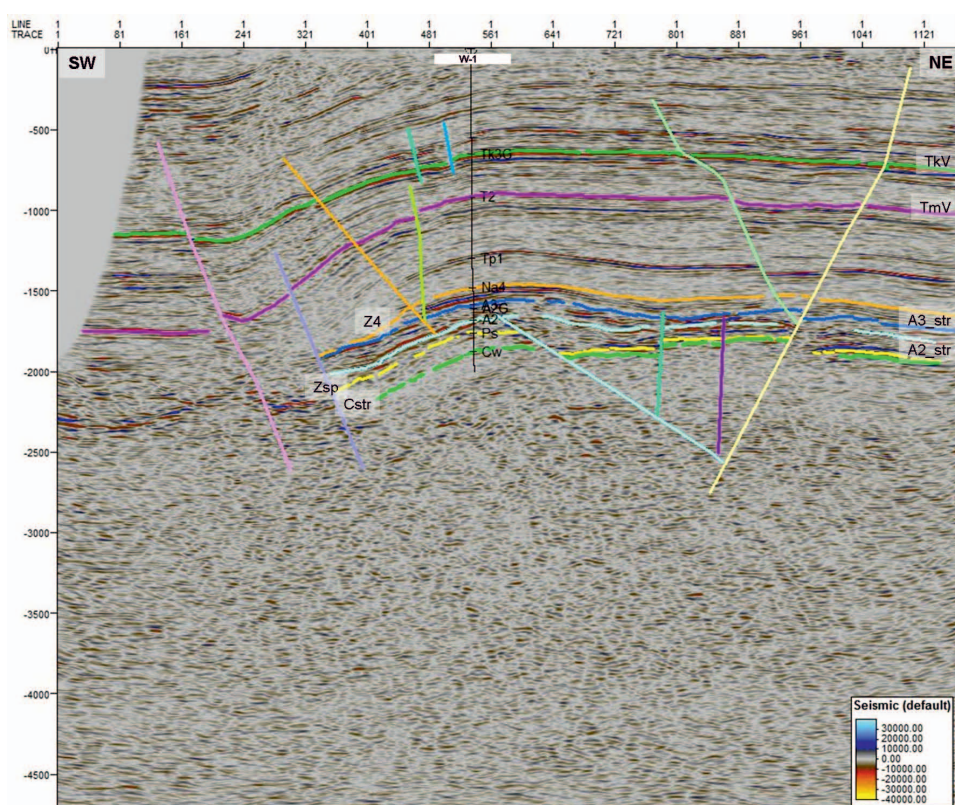 LINE 1 1 1 1 1 1 1 1 1 1 1 1 1 1 1
TRACE 1 81 161 241 321 401 481 561 641 721 801 881 961 1041 1121
W-1
SW
NE
0
-500
-1000
-1500
-2000
-2500
-3000
-3500
-4000
-4500
Tk3G
TkV
T2
TmV
Tp1
Na4
Z4
A2G
A3_str
A2
Ps
A2_str
Cw
Zsp
Cstr
Seismic (default)
30000.00
20000.00
10000.00
0.00
-10000.00
-20000.00
-30000.00
-40000.00